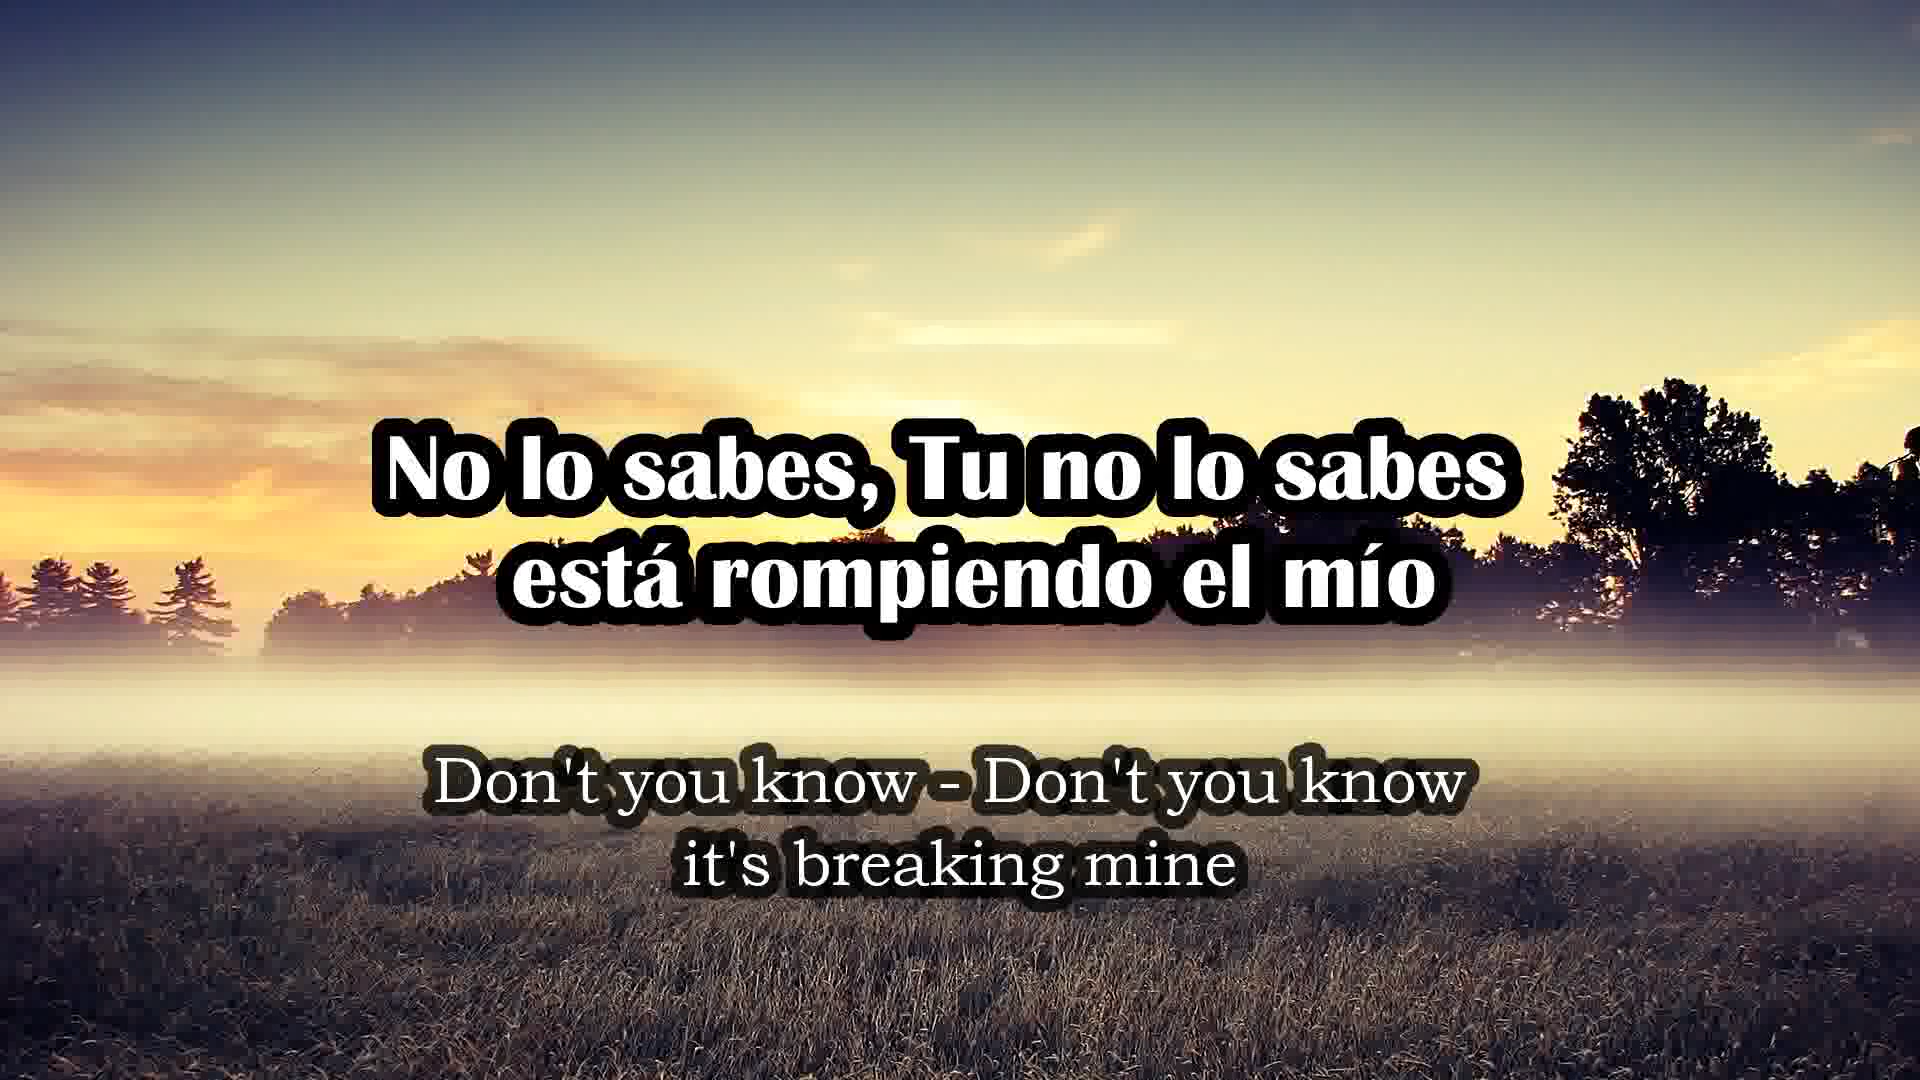 No lo sabes, Tu no lo sabes
está rompiendo el mío
Don't you know - Don't you know
it's breaking mine